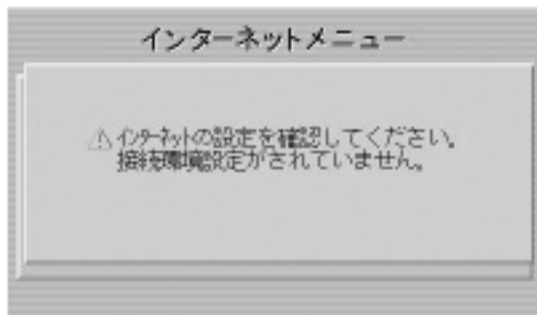 インターネットメニュー
⚠インターネットの設定を確認してください。
接続環境設定がされていません。